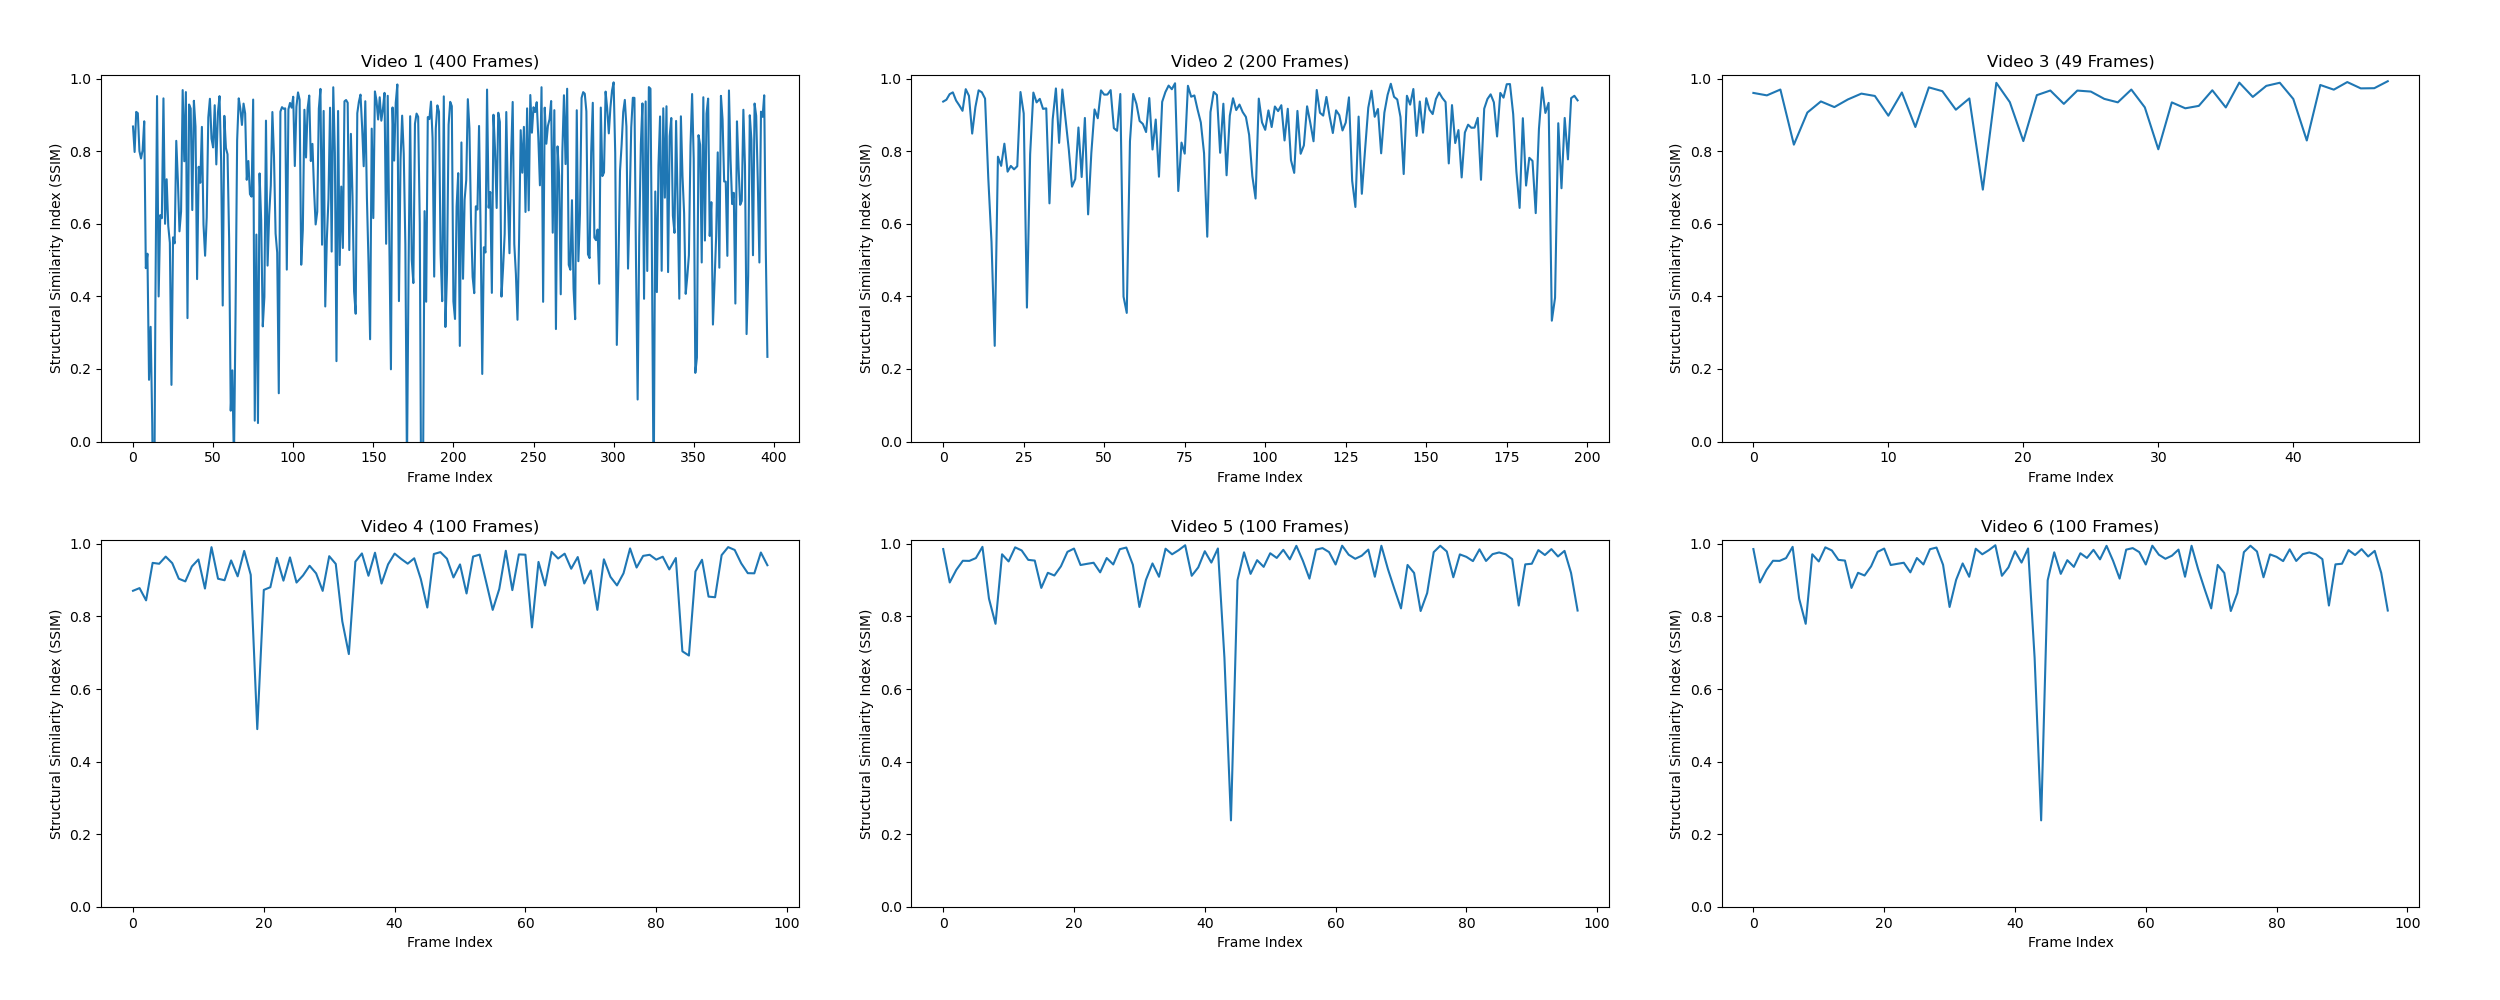 Video 1 (400 Frames)
Structural Similarity Index (SSIM)
1.0
0.8
0.6
0.4
0.2
0.0
0 50 100 150 200 250 300 350 400
Frame Index
Video 2 (200 Frames)
Structural Similarity Index (SSIM)
1.0
0.8
0.6
0.4
0.2
0.0
0 25 50 75 100 125 150 175 200
Frame Index
Video 3 (49 Frames)
Structural Similarity Index (SSIM)
1.0
0.8
0.6
0.4
0.2
0.0
0 10 20 30 40
Frame Index
Video 4 (100 Frames)
Structural Similarity Index (SSIM)
1.0
0.8
0.6
0.4
0.2
0.0
0 20 40 60 80 100
Frame Index
Video 5 (100 Frames)
Structural Similarity Index (SSIM)
1.0
0.8
0.6
0.4
0.2
0.0
0 20 40 60 80 100
Frame Index
Video 6 (100 Frames)
Structural Similarity Index (SSIM)
1.0
0.8
0.6
0.4
0.2
0.0
0 20 40 60 80 100
Frame Index